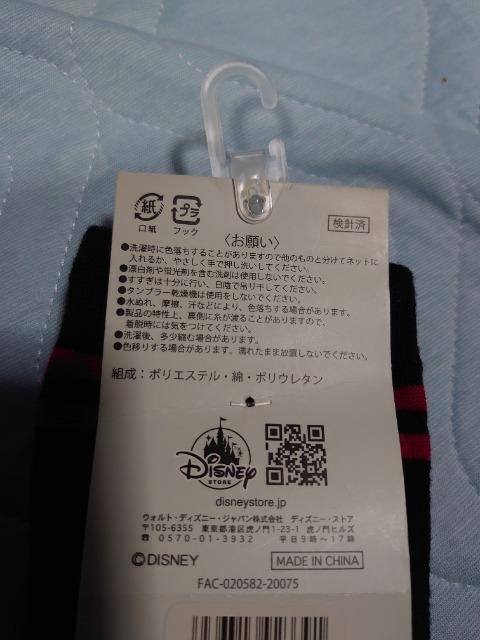 紙
プラ
口紙
フック
検針済
〈お願い〉
●洗濯時に色落ちすることがありますので他のものと分けてネットに
入れるか、やさしく手で押し洗いしてください。
●漂白剤や蛍光剤を含む洗剤は使用しないでください。
●すすぎは十分に行い、日陰で吊り干してください。
●タンブラー乾燥機は使用をしないでください。
●水ぬれ、摩擦、汗などにより、色落ちする場合があります。
●製品の特性上、裏側に糸が渡ることがありますので、
着脱時には気をつけてください。
●洗濯後、多少縮む場合があります。
●色移りする場合があります。濡れたまま放置しないでください。
組成：ポリエステル・綿・ポリウレタン
Disney
STORE
disneystore.jp
ウォルト・ディズニー・ジャパン株式会社 ディズニー・ストア
〒105-6355 東京都港区虎ノ門1-23-1 虎ノ門ヒルズ
☎ 0570-01-3932 平日9時～17時
©DISNEY
MADE IN CHINA
FAC-020582-20075